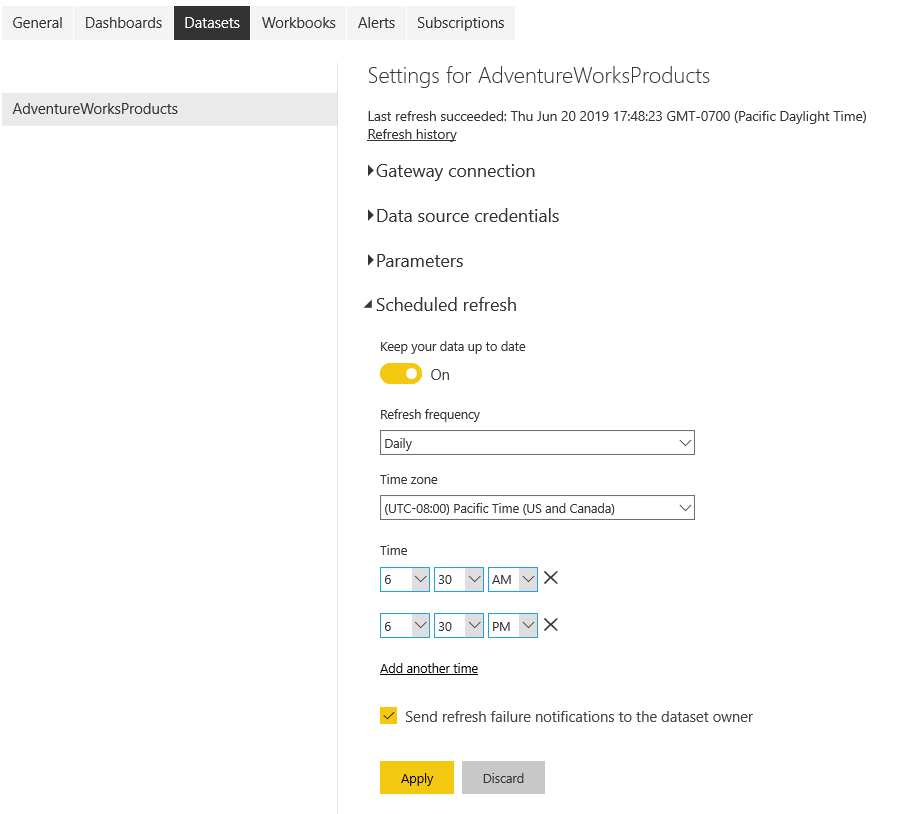 General Dashboards Datasets Workbooks Alerts Subscriptions
AdventureWorksProducts
Settings for AdventureWorksProducts
Last refresh succeeded: Thu Jun 20 2019 17:48:23 GMT-0700 (Pacific Daylight Time)
Refresh history
Gateway connection
Data source credentials
Parameters
Scheduled refresh
Keep your data up to date
On
Refresh frequency
Daily
Time zone
(UTC-08:00) Pacific Time (US and Canada)
Time
6 30 AM
6 30 PM
Add another time
Send refresh failure notifications to the dataset owner
Apply Discard